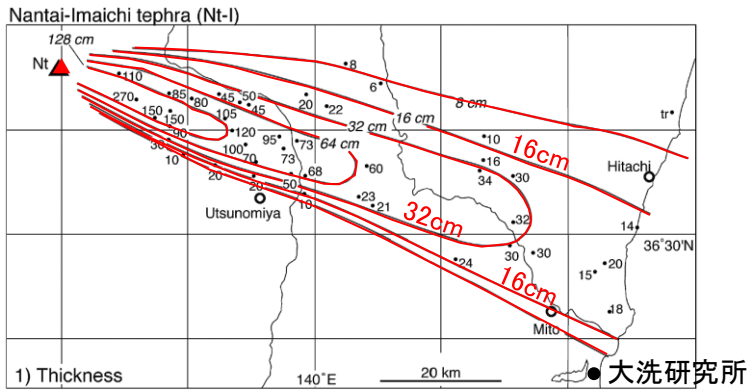 Nantai-Imaichi tephra (Nt-I)
128 cm
Nt
110
8
6
8 cm
tr
270
85
80
45
50
45
20
22
16 cm
150
150
105
32 cm
16cm
90
120
95
73
64 cm
10
30
100
73
16
Hitachi
10
70
60
34
30
20
20
50
68
10
23
21
32cm
32
14
Utsunomiya
36°30'N
30
30
24
20
15
16cm
18
Mito
1) Thickness
140°E
20 km
大洗研究所